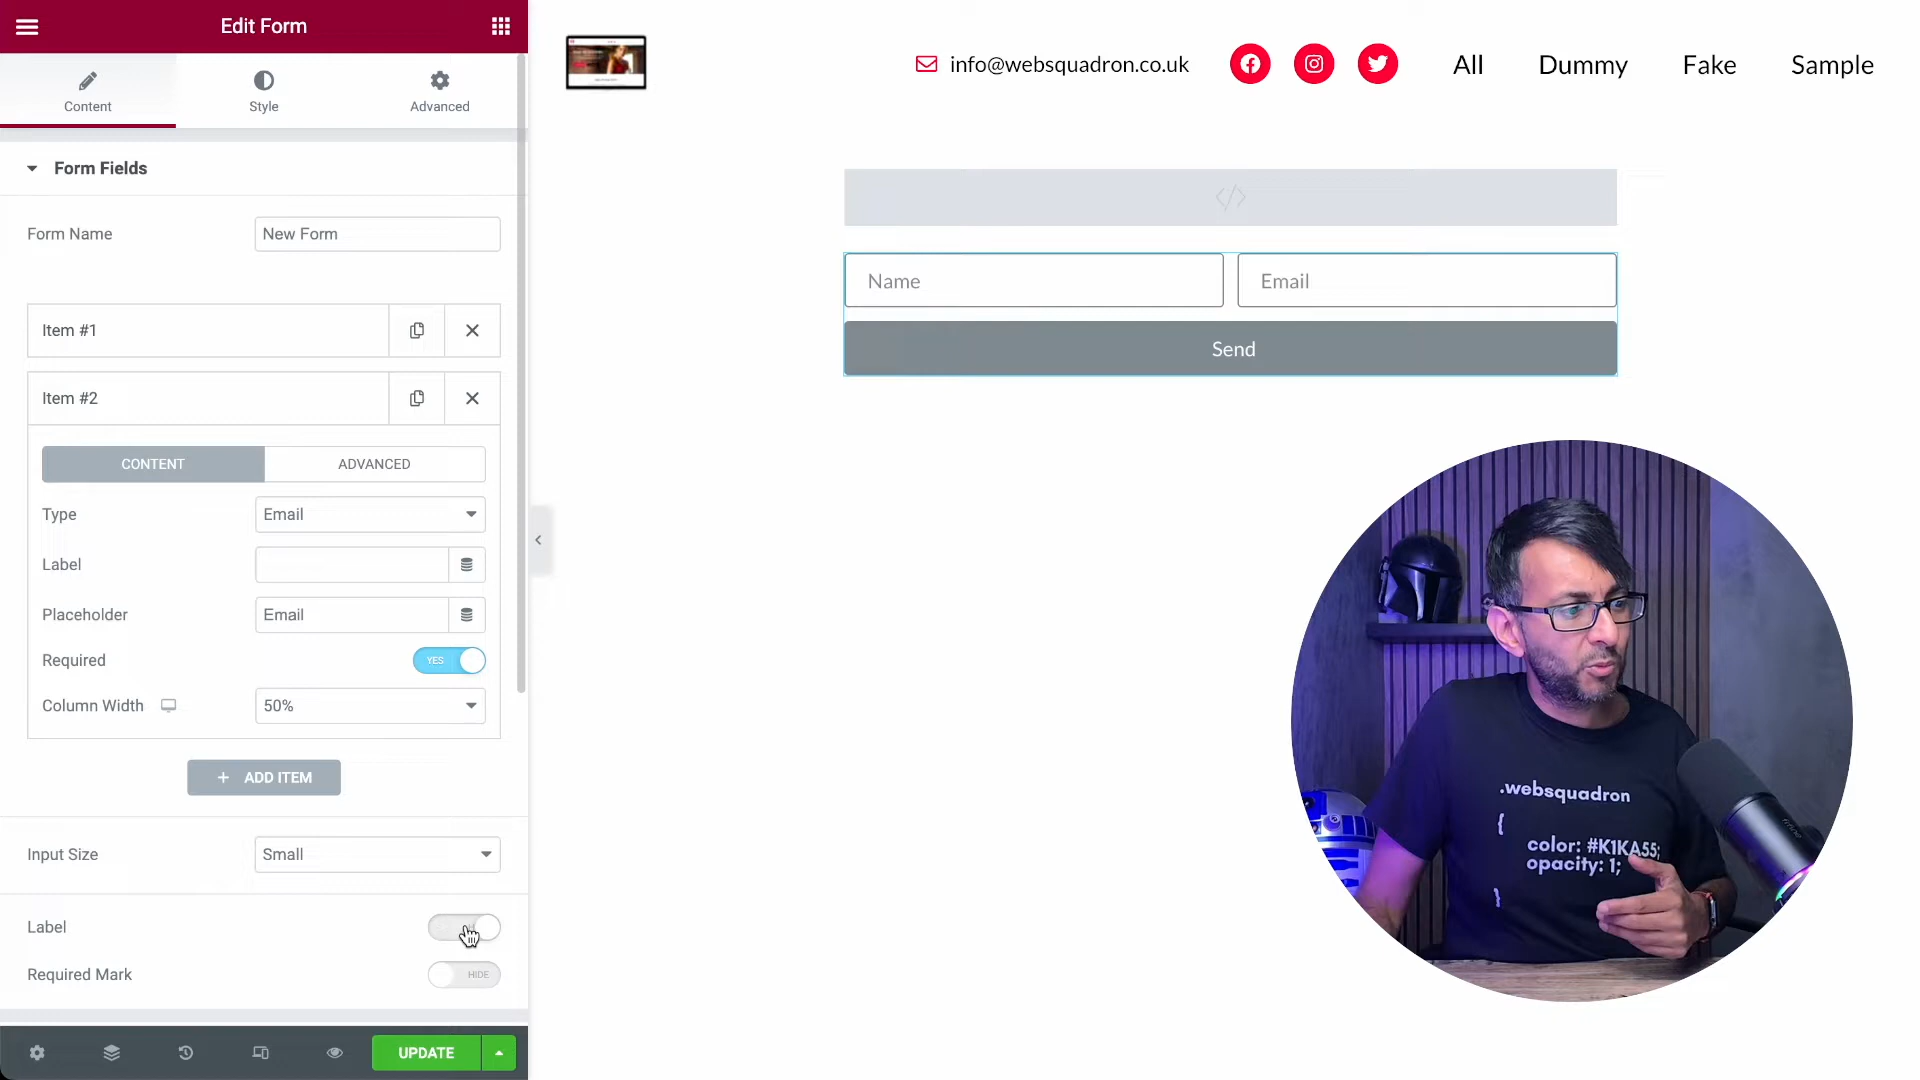 Edit Form
Content
Style
Advanced
Form Fields
Form Name
New Form
Item #1
Item #2
CONTENT
ADVANCED
Type
Email
Label
Placeholder
Email
Required
YES
Column Width
50%
+ ADD ITEM
Input Size
Small
Label
Required Mark
HIDE
UPDATE
info@websquadron.co.uk
All
Dummy
Fake
Sample
</>
Name
Email
Send
.websquadron
{
color: #K1KA55;
opacity: 1;
}
fifine